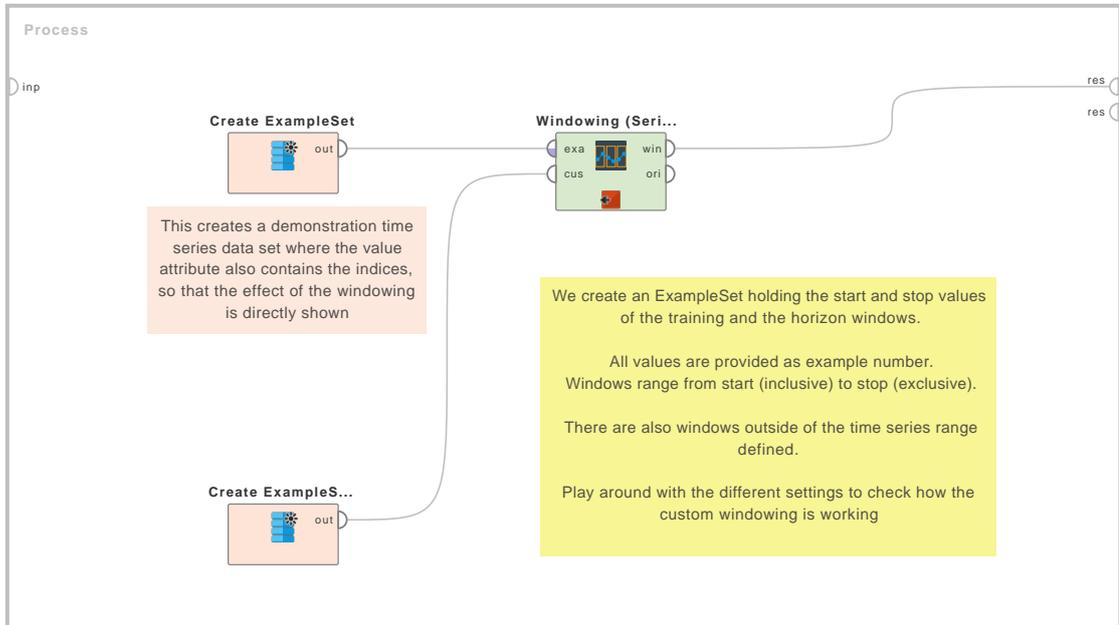 Process
inp
res
res
Create ExampleSet
out
Windowing (Seri...
exa
win
cus
ori
This creates a demonstration time
series data set where the value
attribute also contains the indices,
so that the effect of the windowing
is directly shown
We create an ExampleSet holding the start and stop values
of the training and the horizon windows.
All values are provided as example number.
Windows range from start (inclusive) to stop (exclusive).
There are also windows outside of the time series range
defined.
Play around with the different settings to check how the
custom windowing is working
Create ExampleS...
out